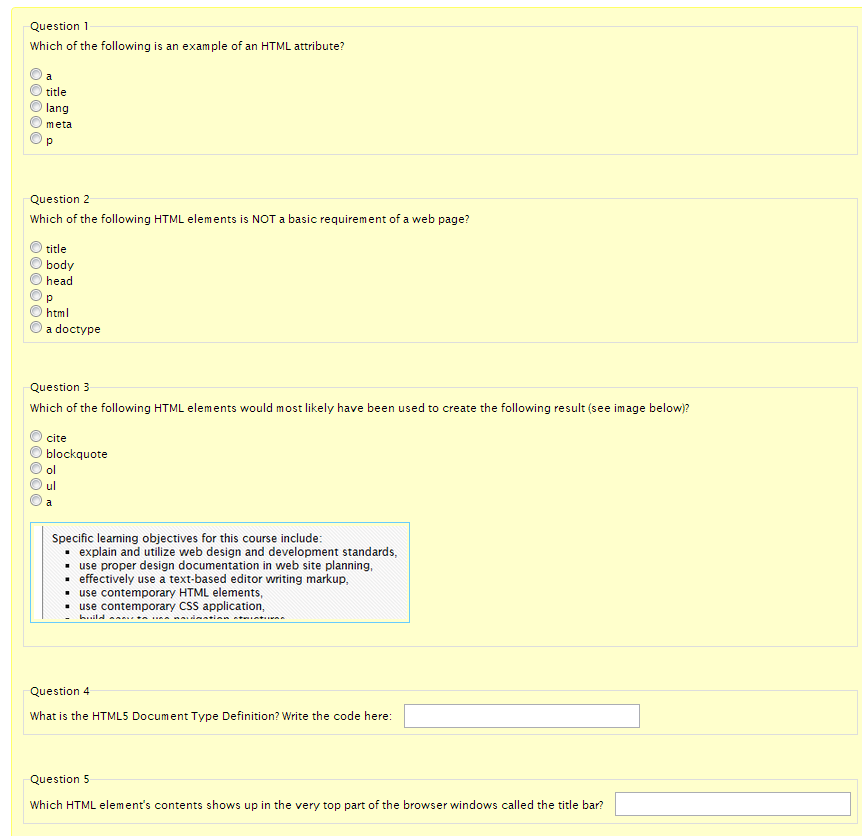 Question 1
Which of the following is an example of an HTML attribute?
a
title
lang
meta
p
Question 2
Which of the following HTML elements is NOT a basic requirement of a web page?
title
body
head
p
html
a doctype
Question 3
Which of the following HTML elements would most likely have been used to create the following result (see image below)?
cite
blockquote
ol
ul
a
Specific learning objectives for this course include:
▪ explain and utilize web design and development standards,
▪ use proper design documentation in web site planning,
▪ effectively use a text-based editor writing markup,
▪ use contemporary HTML elements,
▪ use contemporary CSS application,
▪ build easy to use navigation structures
Question 4
What is the HTML5 Document Type Definition? Write the code here:
Question 5
Which HTML element's contents shows up in the very top part of the browser windows called the title bar?